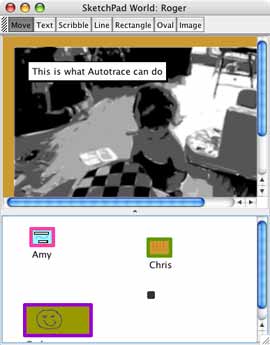 SketchPad World: Roger
Move Text Scribble Line Rectangle Oval Image
This is what Autotrace can do
Amy
Chris